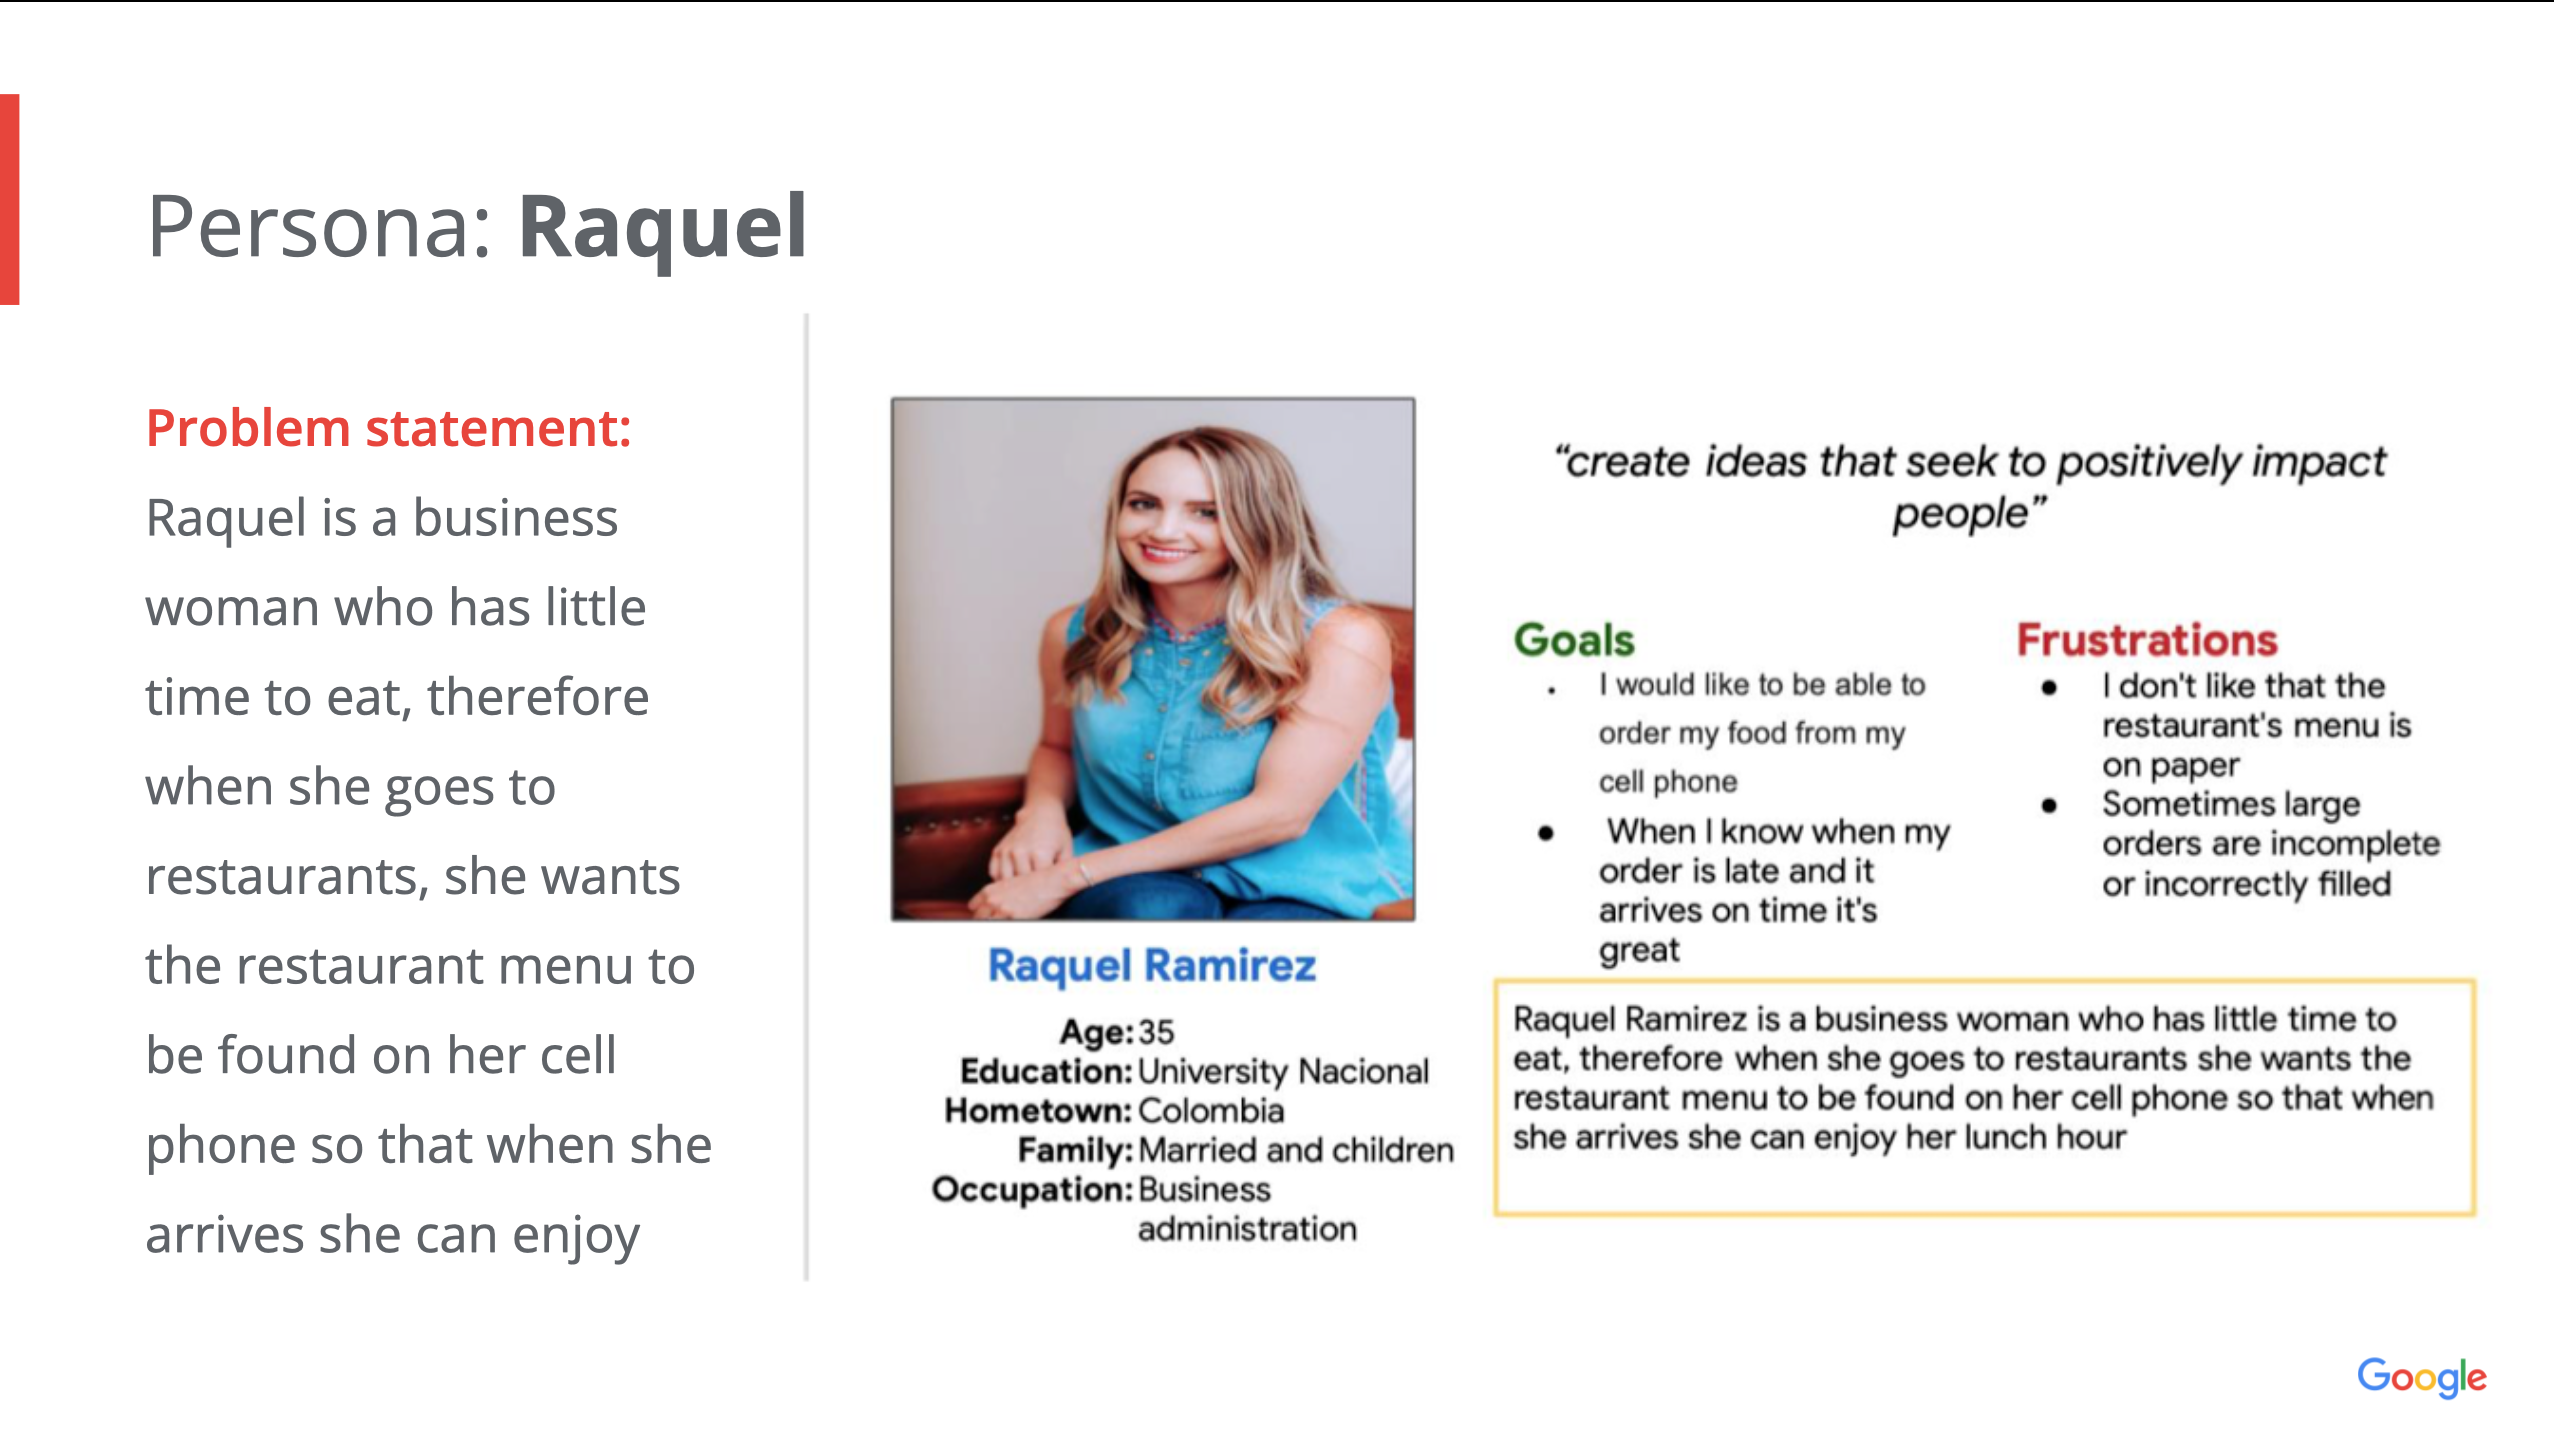 Persona: Raquel
Problem statement:
Raquel is a business
woman who has little
time to eat, therefore
when she goes to
restaurants, she wants
the restaurant menu to
be found on her cell
phone so that when she
arrives she can enjoy
Raquel Ramirez
Age: 35
Education: University Nacional
Hometown: Colombia
Family: Married and children
Occupation: Business
administration
“create ideas that seek to positively impact
people”
Goals
· I would like to be able to
order my food from my
cell phone
● When I know when my
order is late and it
arrives on time it's
great
Frustrations
● I don't like that the
restaurant's menu is
on paper
● Sometimes large
orders are incomplete
or incorrectly filled
Raquel Ramirez is a business woman who has little time to
eat, therefore when she goes to restaurants she wants the
restaurant menu to be found on her cell phone so that when
she arrives she can enjoy her lunch hour
Google